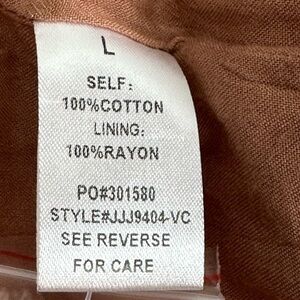 L
SELF:
100%COTTON
LINING:
100%RAYON
PO#301580
STYLE#JJJ9404-VC
SEE REVERSE
FOR CARE